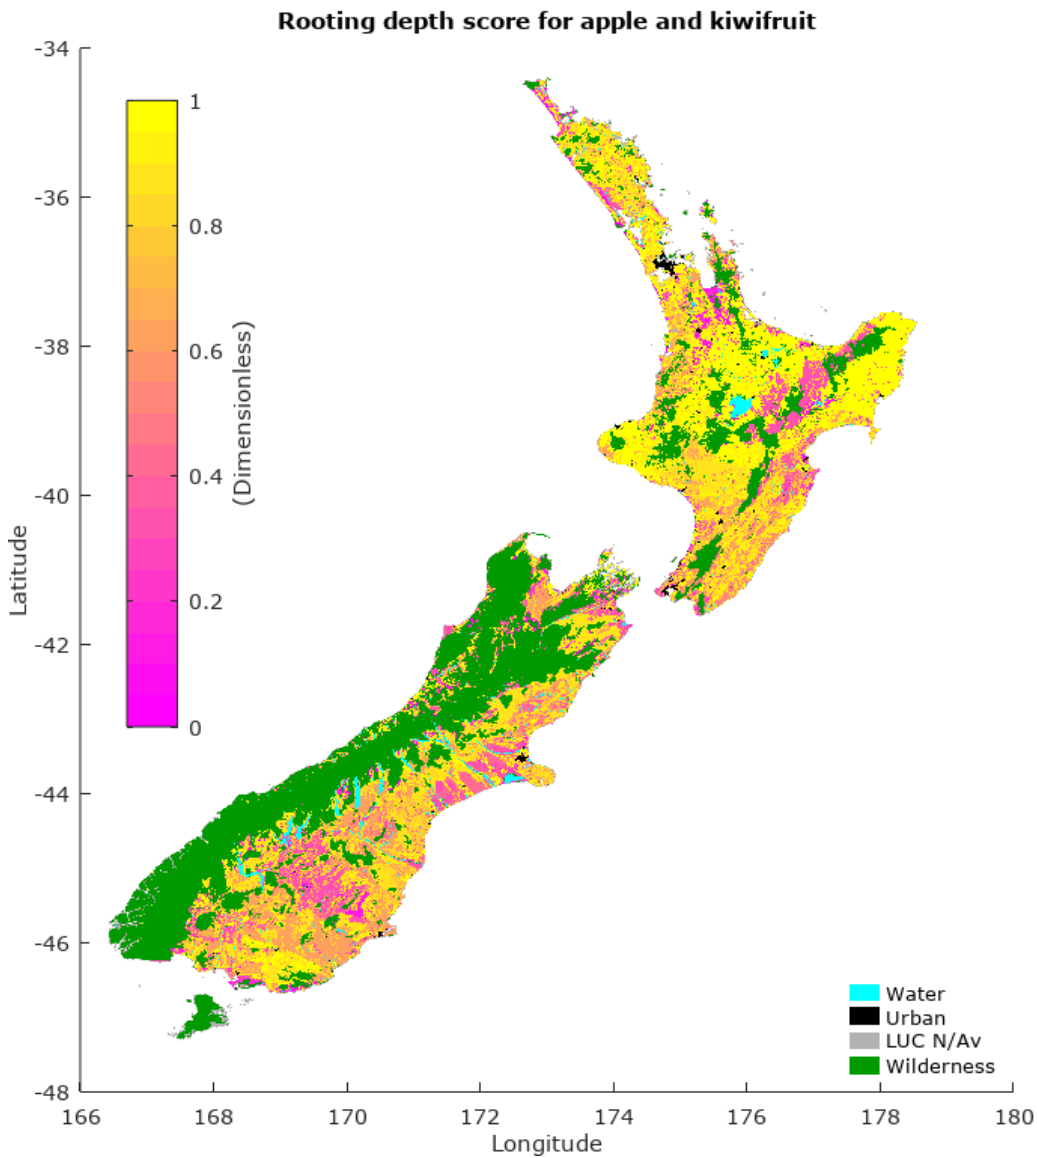 Rooting depth score for apple and kiwifruit
-34
-36
-38
-40
-42
-44
-46
-48
Latitude
1
0.8
0.6
0.4
0.2
0
(Dimensionless)
Water
Urban
LUC N/Av
Wilderness
166
168
170
172
174
176
178
180
Longitude